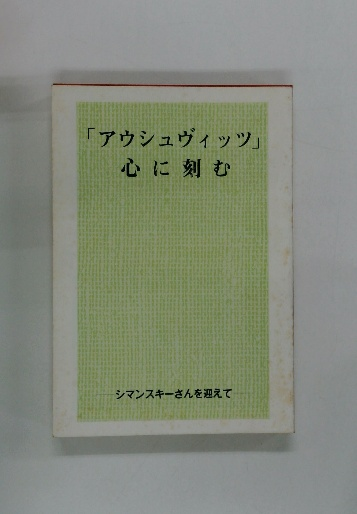 「アウシュヴィッツ」
心に刻む
―シマンスキーさんを迎えて―